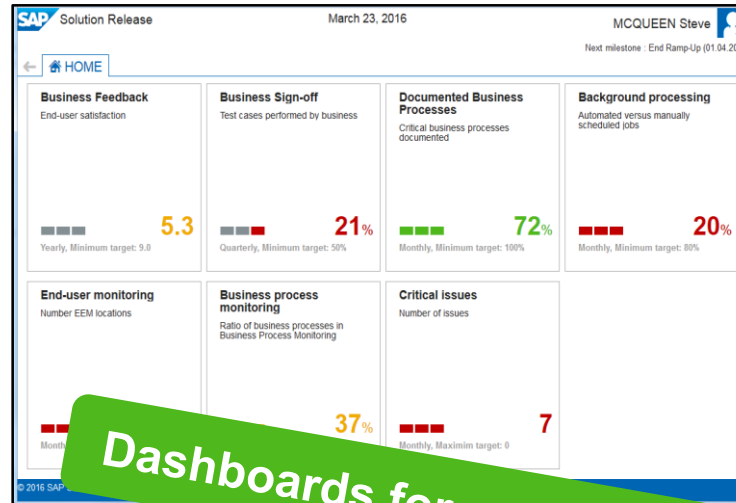 SAP Solution Release
March 23, 2016
MCQUEEN Steve
Next milestone : End Ramp-Up (01.04.20
HOME
Business Feedback
End-user satisfaction
5.3
Yearly, Minimum target: 9.0
Business Sign-off
Test cases performed by business
21%
Quarterly, Minimum target: 50%
Documented Business
Processes
Critical business processes
documented
72%
Monthly, Minimum target: 100%
Background processing
Automated versus manually
scheduled jobs
20%
Monthly, Minimum target: 80%
End-user monitoring
Number EEM locations
Business process
monitoring
Ratio of business processes in
Business Process Monitoring
37%
Critical issues
Number of issues
7
Monthly, Maximim target: 0
Dashboards for
© 2016 SAP